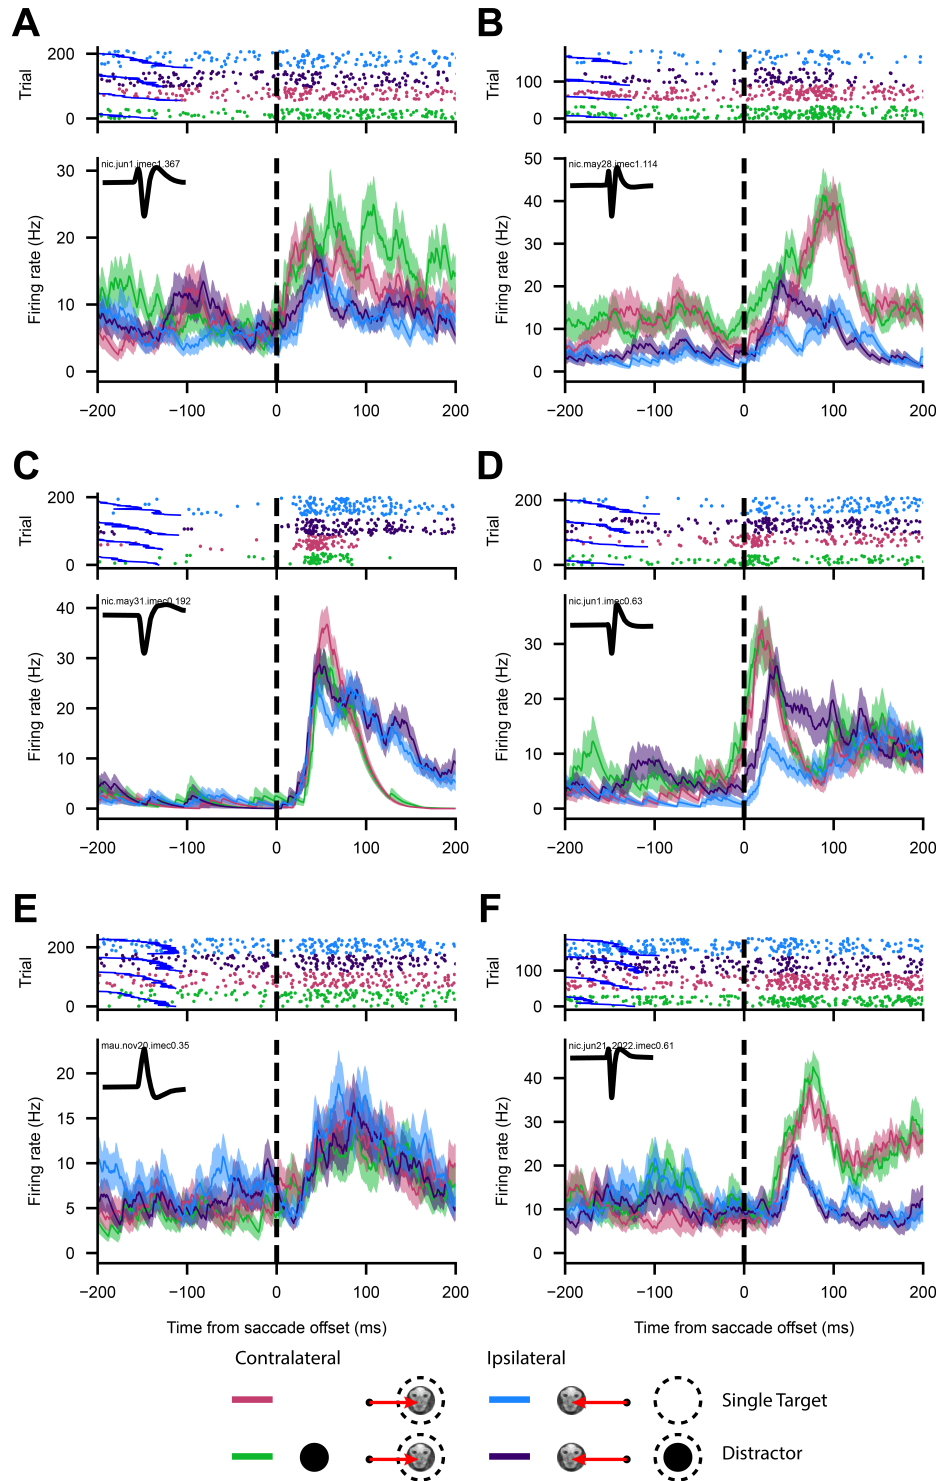 A
B
200
0
Trial
100
0
Trial
nic.jun1.imec1.367
30
20
10
0
Firing rate (Hz)
−200
−100
0
100
200
nic.may28.imec1.114
50
40
30
20
10
0
Firing rate (Hz)
−200
−100
0
100
200
C
D
200
0
Trial
200
0
Trial
nic.may31.imec0.192
40
30
20
10
0
Firing rate (Hz)
−200
−100
0
100
200
nic.jun1.imec0.63
30
20
10
0
Firing rate (Hz)
−200
−100
0
100
200
E
F
200
0
Trial
100
0
Trial
mau.nov20.imec0.35
20
15
10
5
0
Firing rate (Hz)
−200
−100
0
100
200
nic.jun21_2022.imec0.61
40
30
20
10
0
Firing rate (Hz)
−200
−100
0
100
200
Time from saccade offset (ms)
Time from saccade offset (ms)
Contralateral
Ipsilateral
Single Target
Distractor